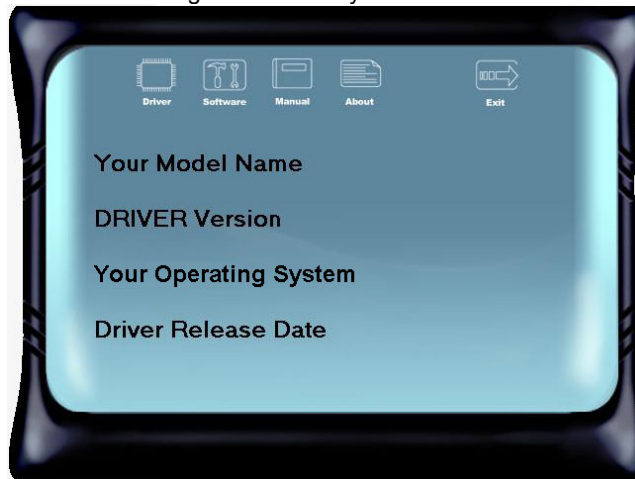 Driver Software Manual About Exit
Your Model Name
DRIVER Version
Your Operating System
Driver Release Date